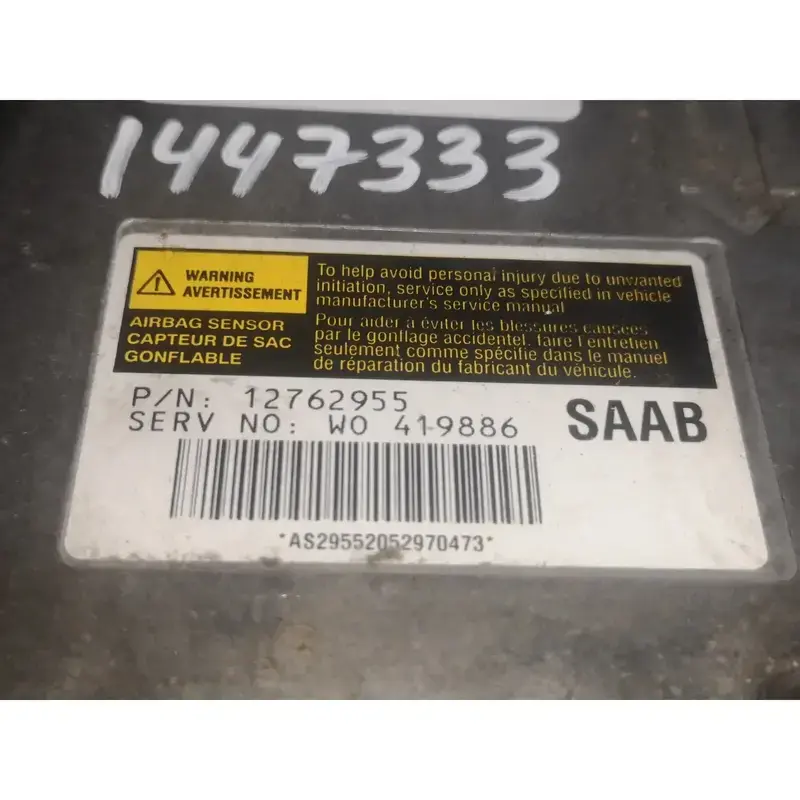 1447333
WARNING
AVERTISSEMENT
AIRBAG SENSOR
CAPTEUR DE SAC
GONFLABLE
To help avoid personal injury due to unwanted
initiation, service only as specified in vehicle
manufacturer's service manual
Pour aider à éviter les blessures causées
par le gonflage accidentel, faire l'entretien
seulement comme spécifie dans le manuel
de réparation du fabricant du véhicule.
P/N: 12762955
SERV NO: WO 419886
SAAB
*AS29552052970473*